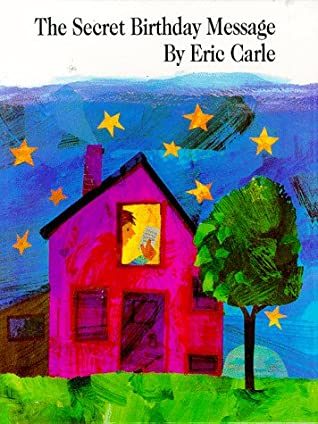 The Secret Birthday Message
By Eric Carle